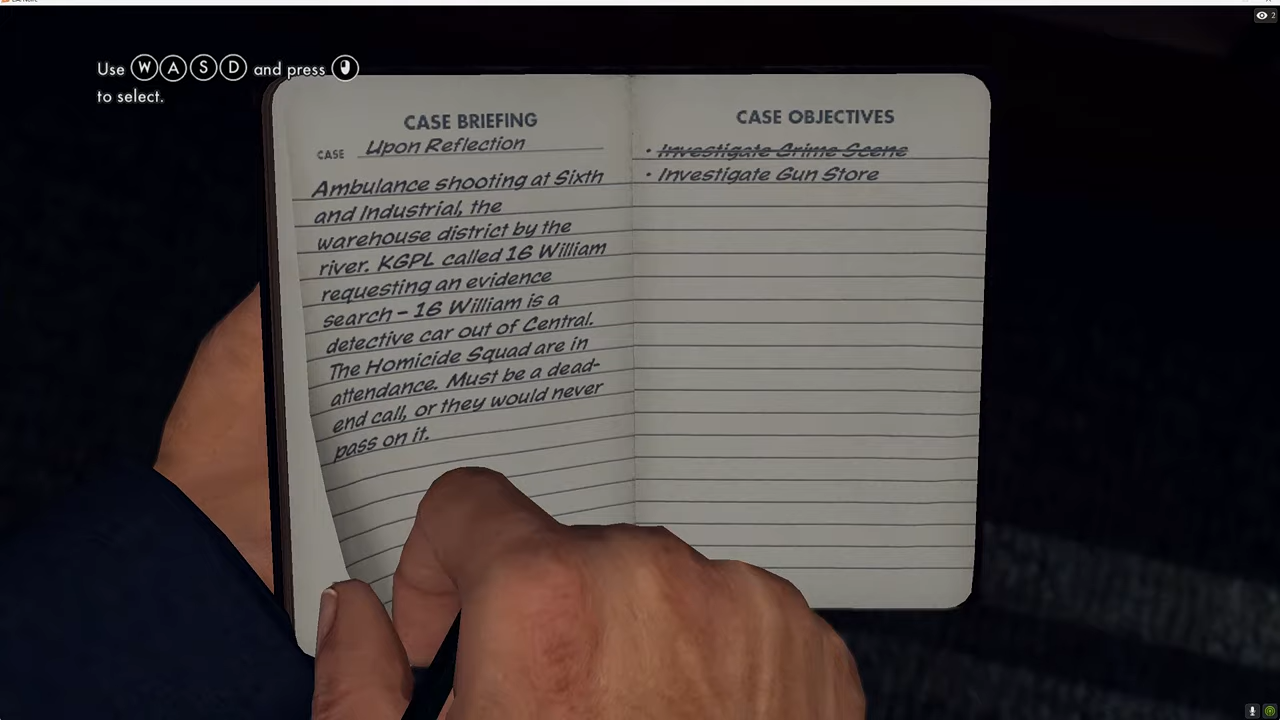 Use W A S D and press
to select.
CASE BRIEFING
CASE Upon Reflection
Ambulance shooting at Sixth
and Industrial, the
warehouse district by the
river. KGPL called 16 William
requesting an evidence
search – 16 William is a
detective car out of Central.
The Homicide Squad are in
attendance. Must be a dead-
end call, or they would never
pass on it.
CASE OBJECTIVES
• Investigate Crime Scene
• Investigate Gun Store
2